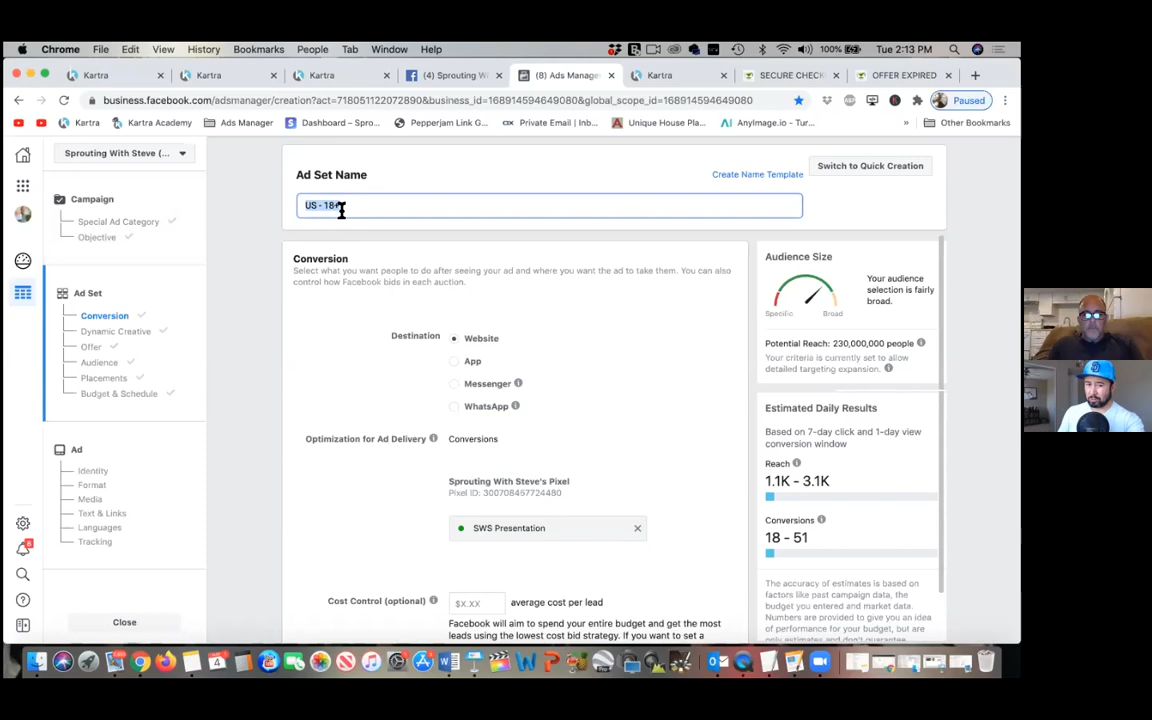 Chrome File Edit View History Bookmarks People Tab Window Help 100% Tue 2:13 PM
Kartra Kartra Kartra (4) Sprouting Wi (8) Ads Manage Kartra SECURE CHECK OFFER EXPIRED
business.facebook.com/adsmanager/creation?act=718051122072890&business_id=168914594649080&global_scope_id=168914594649080 Paused
Kartra Kartra Academy Ads Manager Dashboard – Spro... Pepperjam Link G... Private Email | Inb... Unique House Pla... AnyImage.io - Tur... » Other Bookmarks
Sprouting With Steve (...
Campaign
Special Ad Category
Objective
Ad Set
Conversion
Dynamic Creative
Offer
Audience
Placements
Budget & Schedule
Ad
Identity
Format
Media
Text & Links
Languages
Tracking
Close
Ad Set Name
Create Name Template
Switch to Quick Creation
US - 18+
Conversion
Select what you want people to do after seeing your ad and where you want the ad to take them. You can also
control how Facebook bids in each auction.
Destination
Website
App
Messenger
WhatsApp
Optimization for Ad Delivery
Conversions
Sprouting With Steve's Pixel
Pixel ID: 300708457724480
SWS Presentation
Cost Control (optional)
$X.XX average cost per lead
Facebook will aim to spend your entire budget and get the most
leads using the lowest cost bid strategy. If you want to set a
Audience Size
Specific
Broad
Your audience
selection is fairly
broad.
Potential Reach: 230,000,000 people
Your criteria is currently set to allow
detailed targeting expansion.
Estimated Daily Results
Based on 7-day click and 1-day view
conversion window
Reach
1.1K - 3.1K
Conversions
18 - 51
The accuracy of estimates is based on
factors like past campaign data, the
budget you entered and market data.
Numbers are provided to give you an idea
of performance for your budget, but are
only estimates and don't guarantee